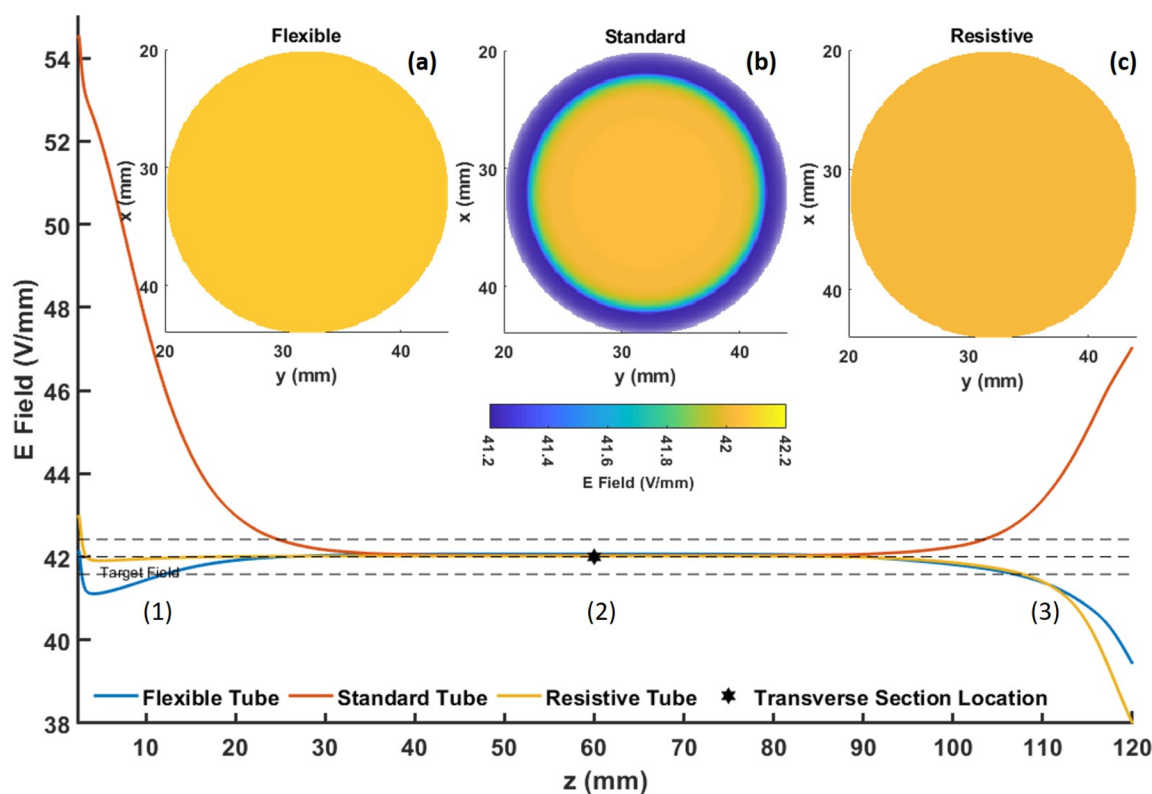 Flexible
(a)
Standard
(b)
Resistive
(c)
20
30
40
x (mm)
20
40
y (mm)
20
30
40
x (mm)
20
30
40
y (mm)
20
30
40
x (mm)
20
30
40
y (mm)
41.2
41.4
41.6
41.8
42
42.2
E Field (V/mm)
54
52
50
48
46
44
42
40
38
E Field (V/mm)
Target Field
(1)
(2)
(3)
Flexible Tube
Standard Tube
Resistive Tube
Transverse Section Location
10
20
30
40
50
60
70
80
90
100
110
120
z (mm)